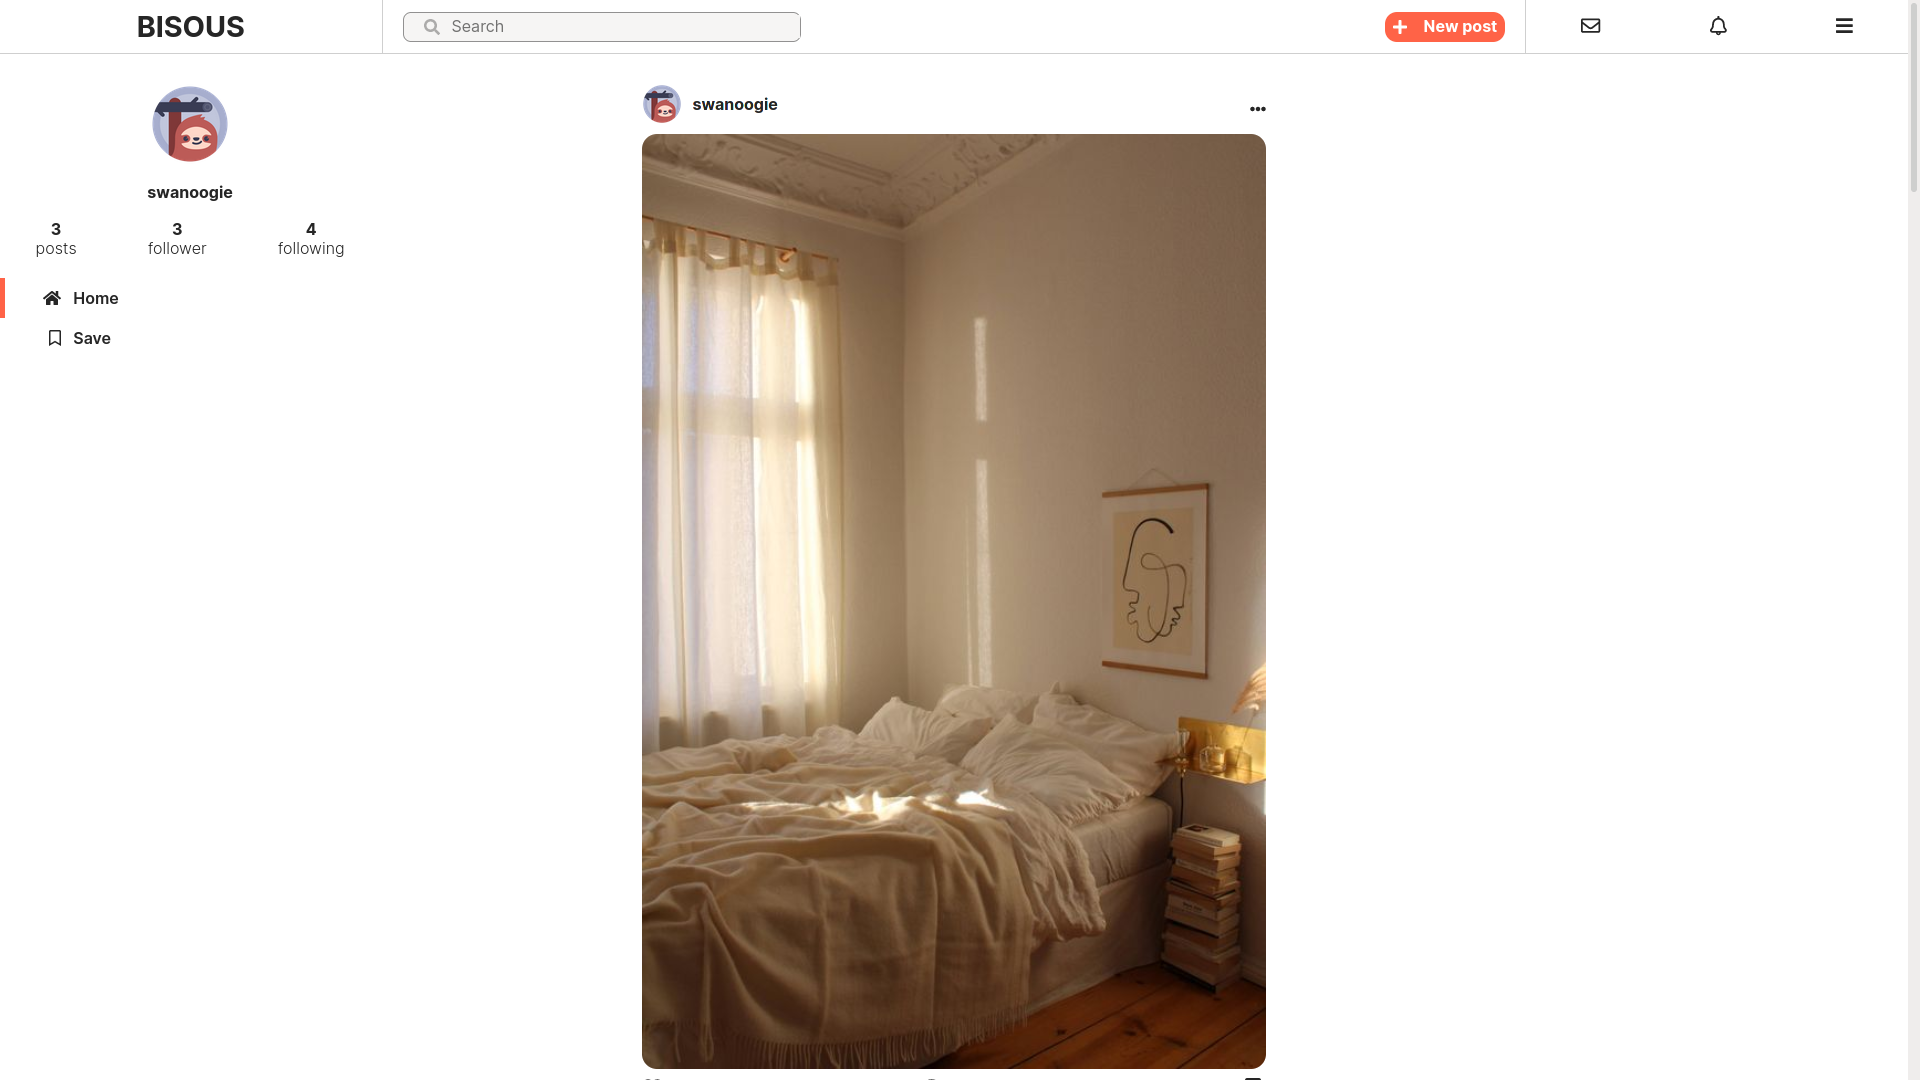 BISOUS
Search
New post
swanoogie
3
posts
3
follower
4
following
Home
Save
swanoogie